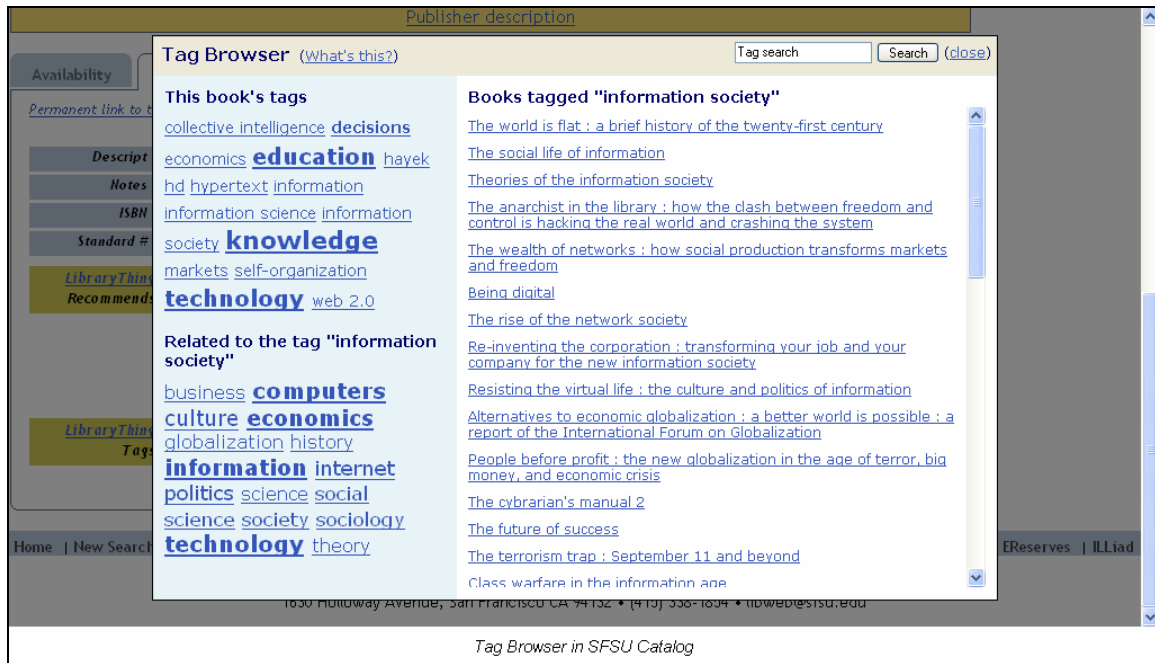 Publisher description
Tag Browser (What's this?)
Tag search
Search (close)
Availability
Permanent link to t
Descript
Notes
ISBN
Standard #
LibraryThing
Recommends
LibraryThing
Tags
This book's tags
collective intelligence decisions
economics education hayek
hd hypertext information
information science information
society knowledge
markets self-organization
technology web 2.0
Related to the tag "information
society"
business computers
culture economics
globalization history
information internet
politics science social
science society sociology
technology theory
Books tagged "information society"
The world is flat : a brief history of the twenty-first century
The social life of information
Theories of the information society
The anarchist in the library : how the clash between freedom and
control is hacking the real world and crashing the system
The wealth of networks : how social production transforms markets
and freedom
Being digital
The rise of the network society
Re-inventing the corporation : transforming your job and your
company for the new information society
Resisting the virtual life : the culture and politics of information
Alternatives to economic globalization : a better world is possible : a
report of the International Forum on Globalization
People before profit : the new globalization in the age of terror, big
money, and economic crisis
The cybrarian's manual 2
The future of success
The terrorism trap : September 11 and beyond
Class warfare in the information age
Home | New Search
EReserves | ILLiad
1630 Holloway Avenue, San Francisco CA 94132 • (415) 338-1854 • libweb@sfsu.edu
Tag Browser in SFSU Catalog